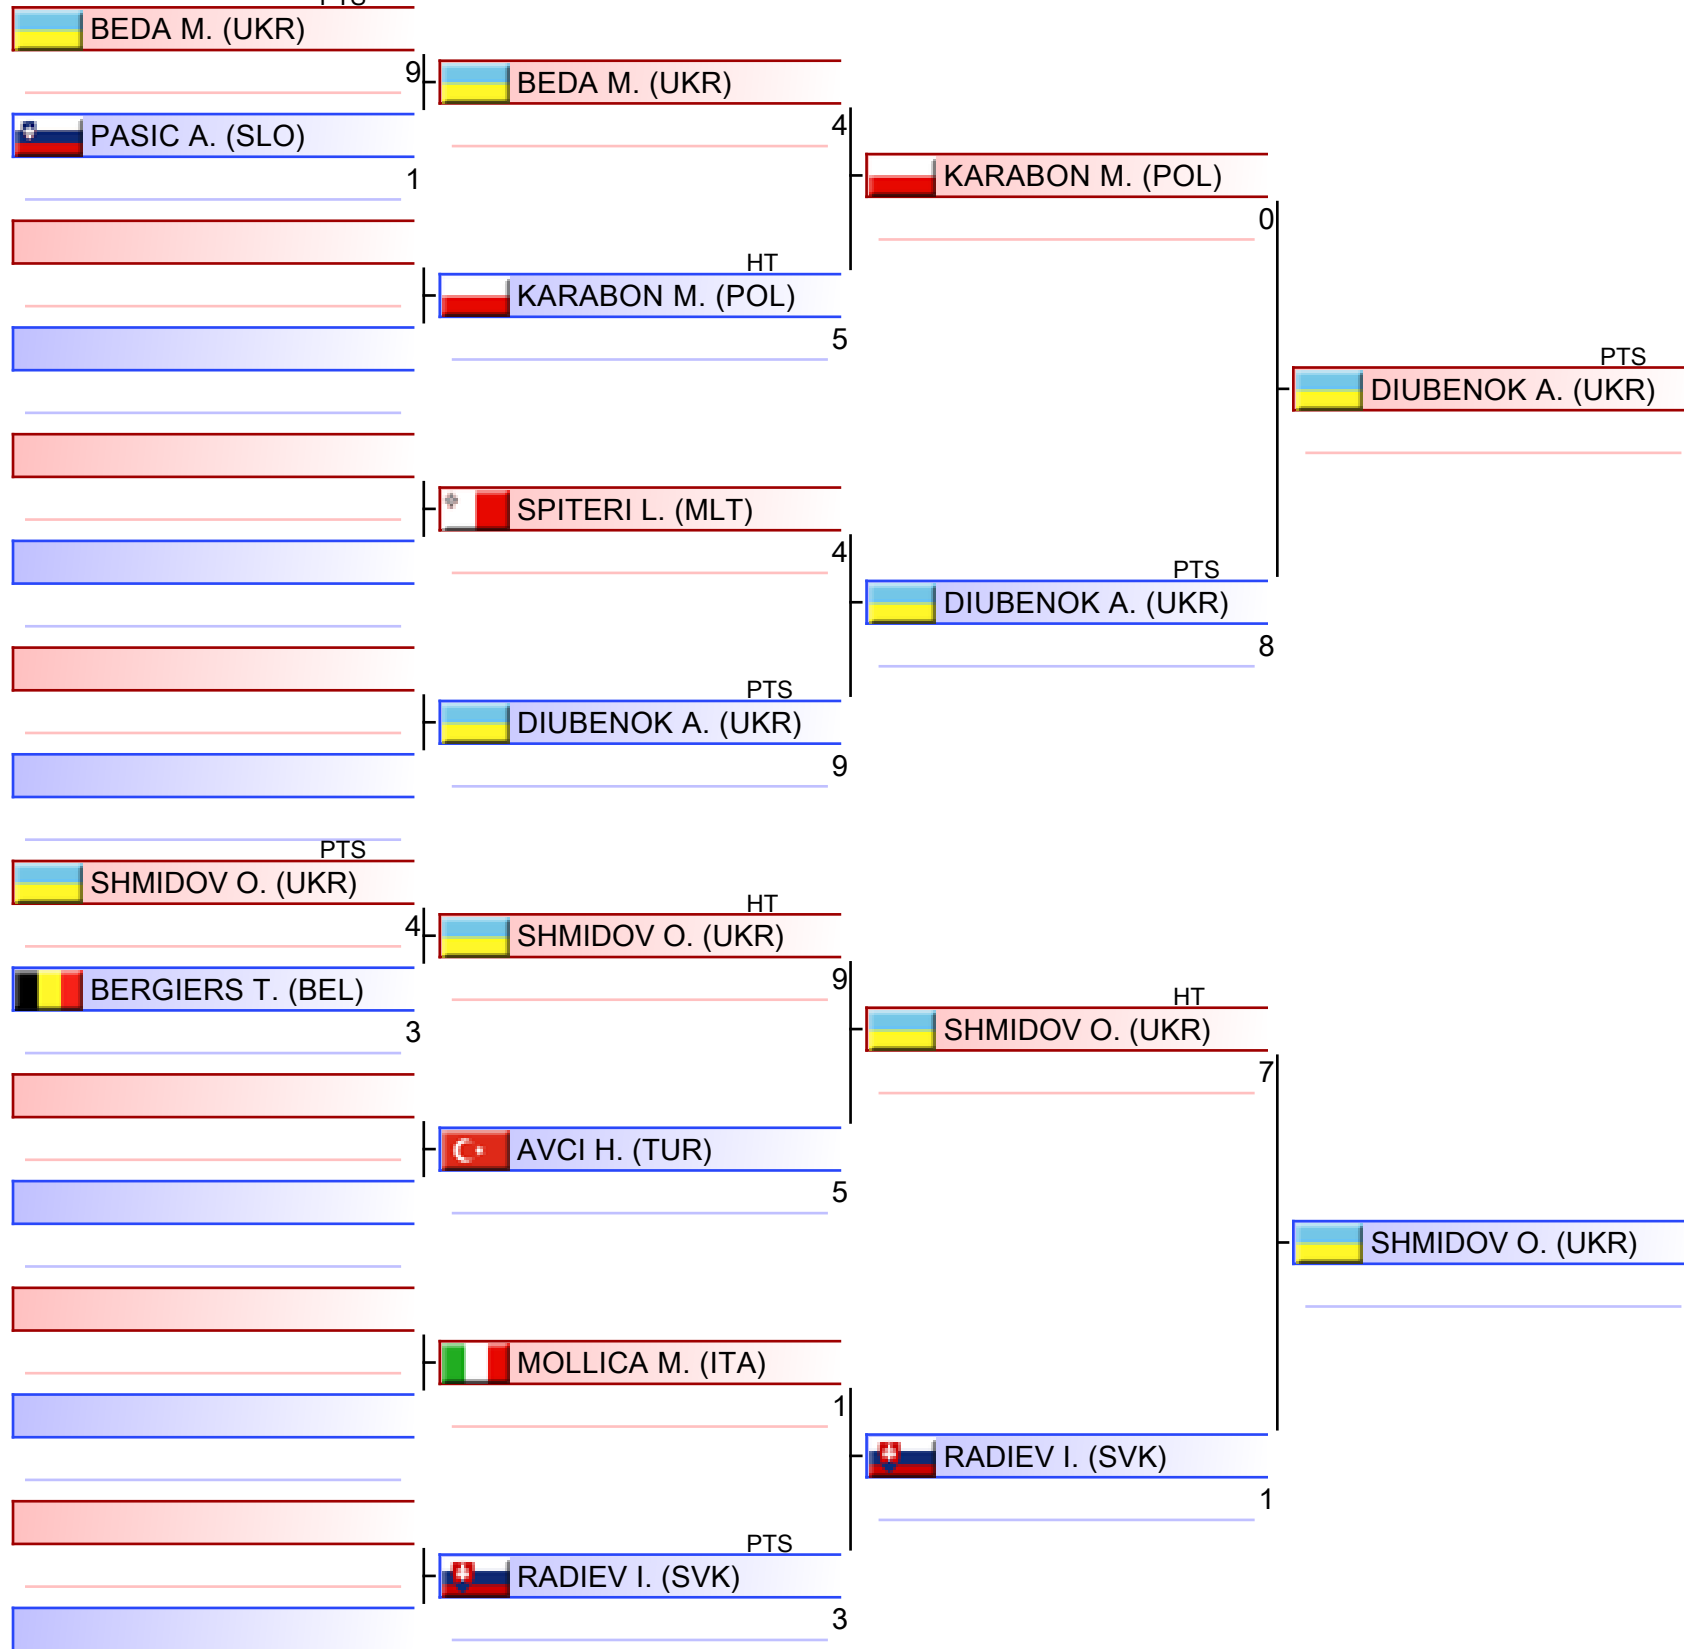 PTS
BEDA M. (UKR)
9
PASIC A. (SLO)
1
PTS
SHMIDOV O. (UKR)
4
BERGIERS T. (BEL)
3
BEDA M. (UKR)
4
HT
KARABON M. (POL)
5
SPITERI L. (MLT)
4
PTS
DIUBENOK A. (UKR)
9
HT
SHMIDOV O. (UKR)
9
AVCI H. (TUR)
5
MOLLICA M. (ITA)
1
PTS
RADIEV I. (SVK)
3
KARABON M. (POL)
0
PTS
DIUBENOK A. (UKR)
8
HT
SHMIDOV O. (UKR)
7
RADIEV I. (SVK)
1
PTS
DIUBENOK A. (UKR)
SHMIDOV O. (UKR)